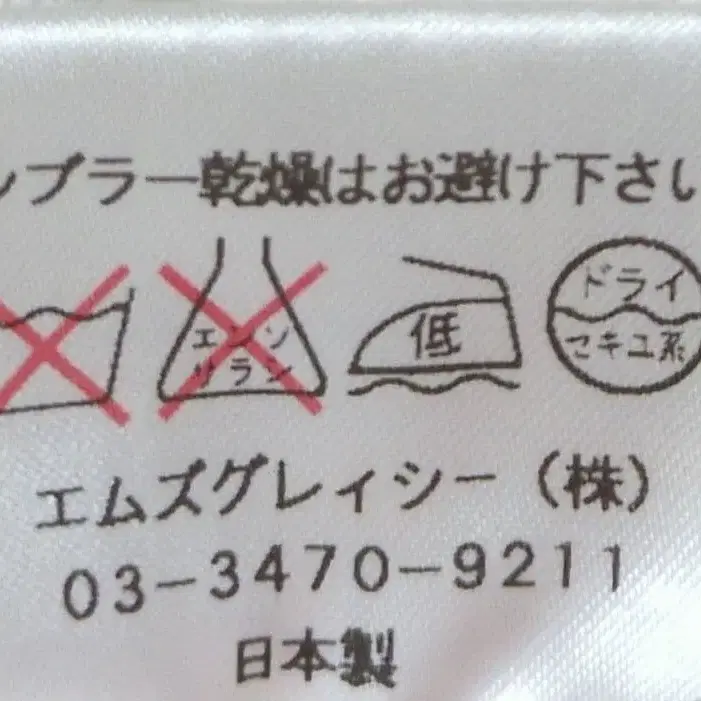 ンブラー乾燥はお避け下さい
エンソ
サラシ
低
ドライ
セキユ系
エムズグレィシー（株）
03-3470-9211
日本製